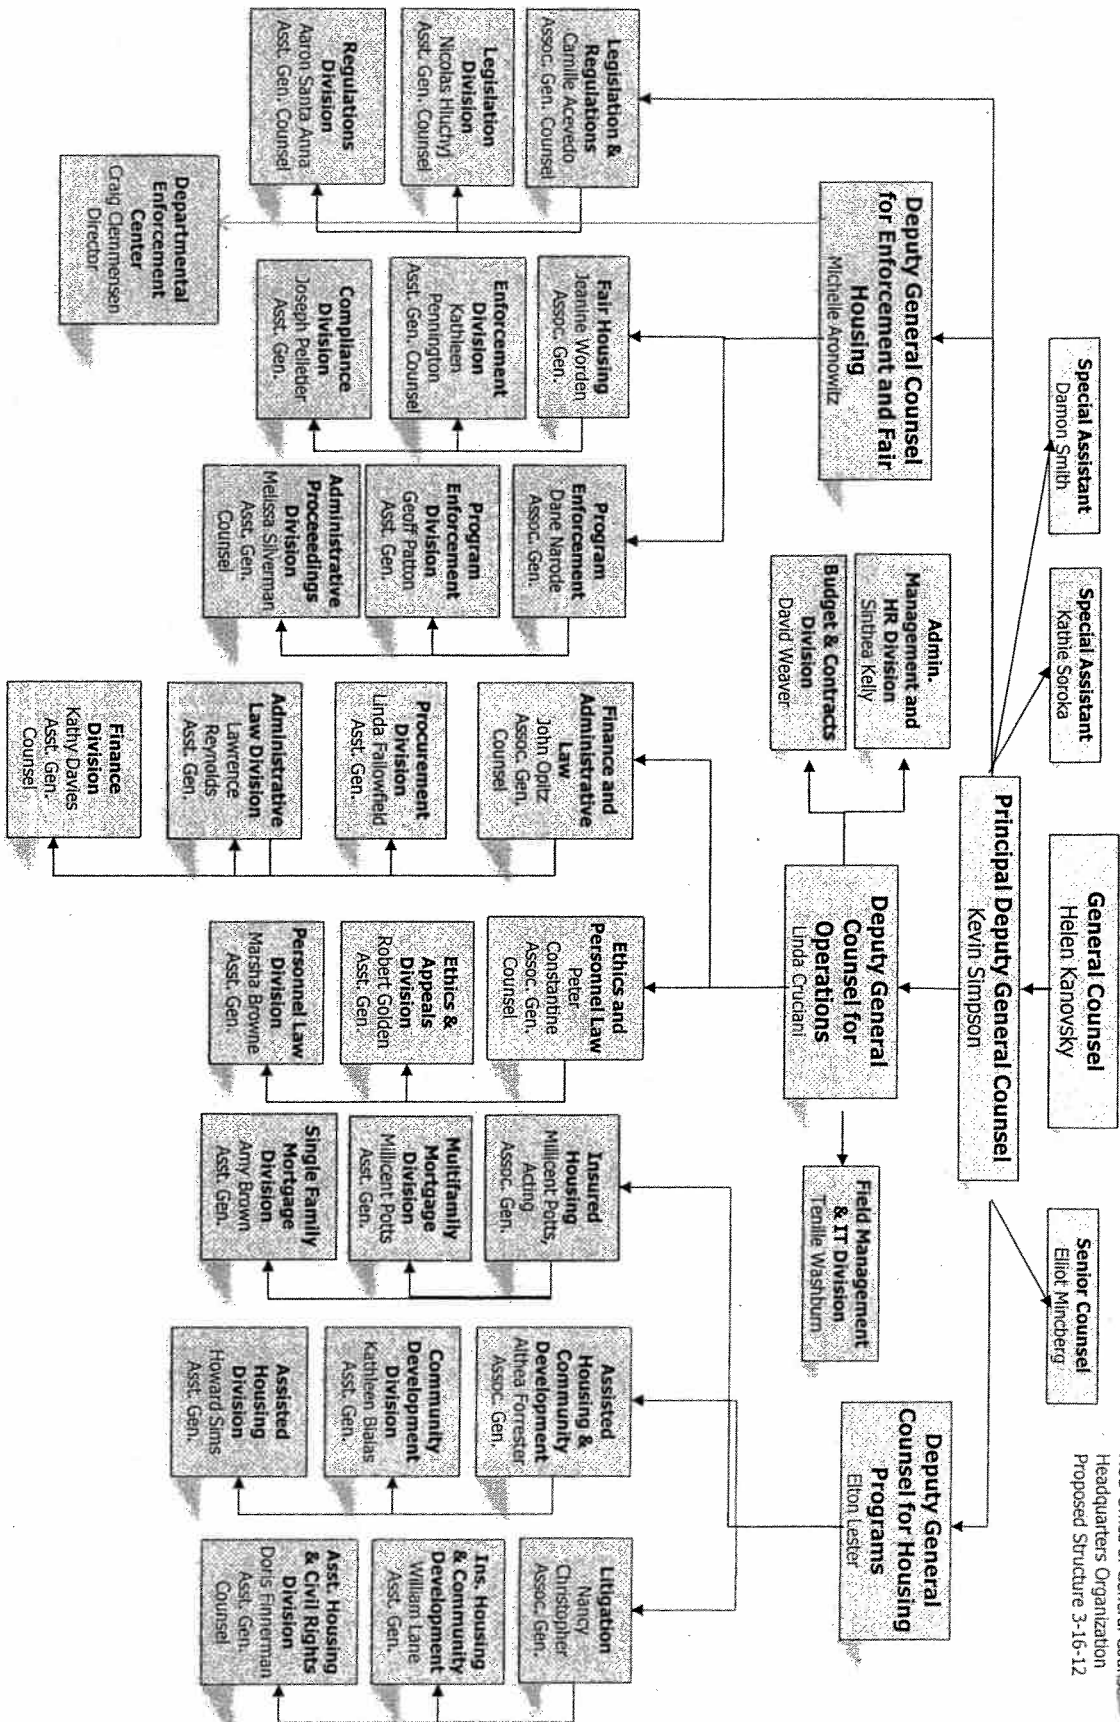 Headquarters Organization
Proposed Structure 3-16-12
General Counsel
Helen Kanovsky
Special Assistant
Damon Smith
Special Assistant
Kathie Soroka
Principal Deputy General Counsel
Kevin Simpson
Senior Counsel
Elliot Mincberg
Deputy General Counsel
for Enforcement and Fair
Housing
Michele Aronowitz
Admin.
Management and
HR Division
Sinthea Kelly
Budget & Contracts
Division
David Weaver
Deputy General
Counsel for
Operations
Linda Cruciani
Field Management
& IT Division
Tenille Washburn
Deputy General
Counsel for Housing
Programs
Elton Lester
Legislation &
Regulations
Camille Acevedo
Assoc. Gen. Counsel
Legislation
Division
Nicolas Hluchyj
Asst. Gen. Counsel
Regulations
Division
Aaron Santa Anna
Asst. Gen. Counsel
Departmental
Enforcement
Center
Craig Clemmensen
Director
Fair Housing
Jeanine Worden
Assoc. Gen.
Enforcement
Division
Kathleen
Pennington
Asst. Gen. Counsel
Compliance
Division
Joseph Pelletier
Asst. Gen.
Program
Enforcement
Dane Narode
Assoc. Gen.
Program
Enforcement
Division
Geoff Patton
Asst. Gen.
Administrative
Proceeedings
Division
Melissa Silverman
Asst. Gen.
Counsel
Finance and
Administrative
Law
John Opitz
Assoc. Gen.
Counsel
Procurement
Division
Linda Fallowfield
Asst. Gen.
Administrative
Law Division
Lawrence
Reynolds
Asst. Gen.
Finance
Division
Kathy Davies
Asst. Gen.
Counsel
Ethics and
Personnel Law
Peter
Constantine
Assoc. Gen.
Counsel
Ethics &
Appeals
Division
Robert Golden
Asst. Gen.
Personnel Law
Division
Marsha Browne
Asst. Gen.
Insured
Housing
Millicent Potts,
Acting
Assoc. Gen.
Multifamily
Mortgage
Division
Millicent Potts
Asst. Gen.
Single Family
Mortgage
Division
Amy Brown
Asst. Gen.
Assisted
Housing &
Community
Development
Althea Forrester
Assoc. Gen.
Community
Development
Division
Kathleen Bialas
Asst. Gen.
Assisted
Housing
Division
Howard Sims
Asst. Gen.
Litigation
Nancy
Christopher
Assoc. Gen.
Ins. Housing
& Community
Development
William Lane
Asst. Gen.
Asst. Housing
& Civil Rights
Division
Doris Finnerman
Asst. Gen.
Counsel